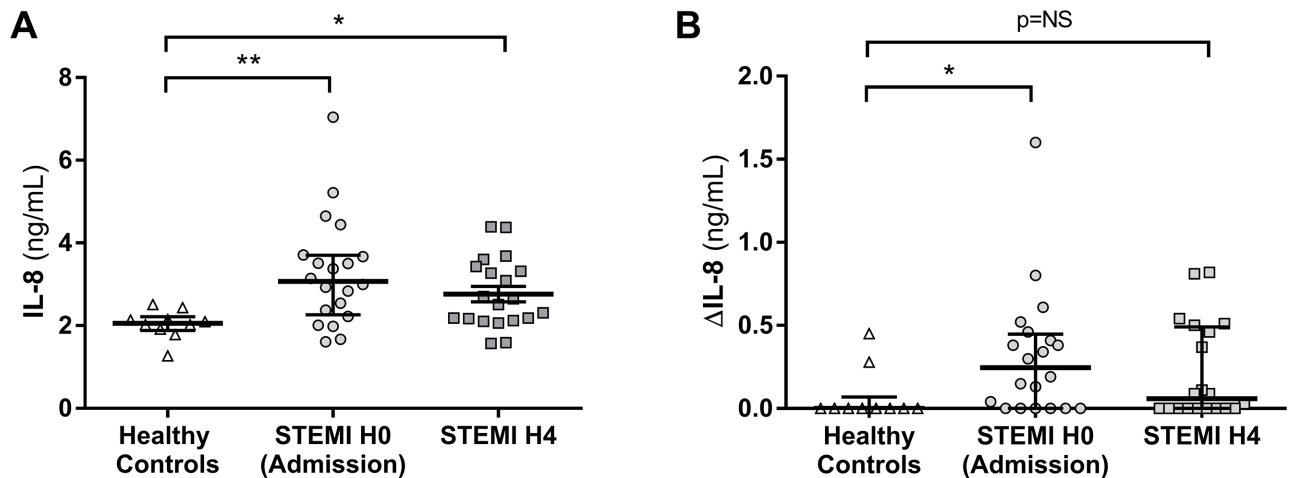 A
*
**
8
6
4
2
0
IL-8 (ng/mL)
Healthy
Controls
STEMI H0
(Admission)
STEMI H4
B
p=NS
*
2.0
1.5
1.0
0.5
0.0
ΔIL-8 (ng/mL)
Healthy
Controls
STEMI H0
(Admission)
STEMI H4